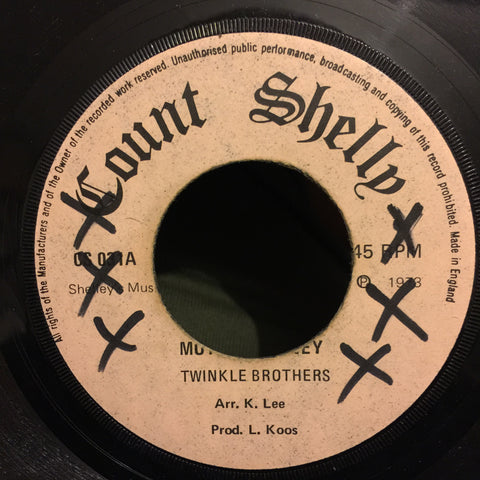 All rights of the Manufacturers and of the Owner of the recorded work reserved. Unauthorised public performance, broadcasting and copying of this record prohibited. Made in England
Count Shelly
45 RPM
Ⓟ 1973
TWINKLE BROTHERS
Arr. K. Lee
Prod. L. Koos